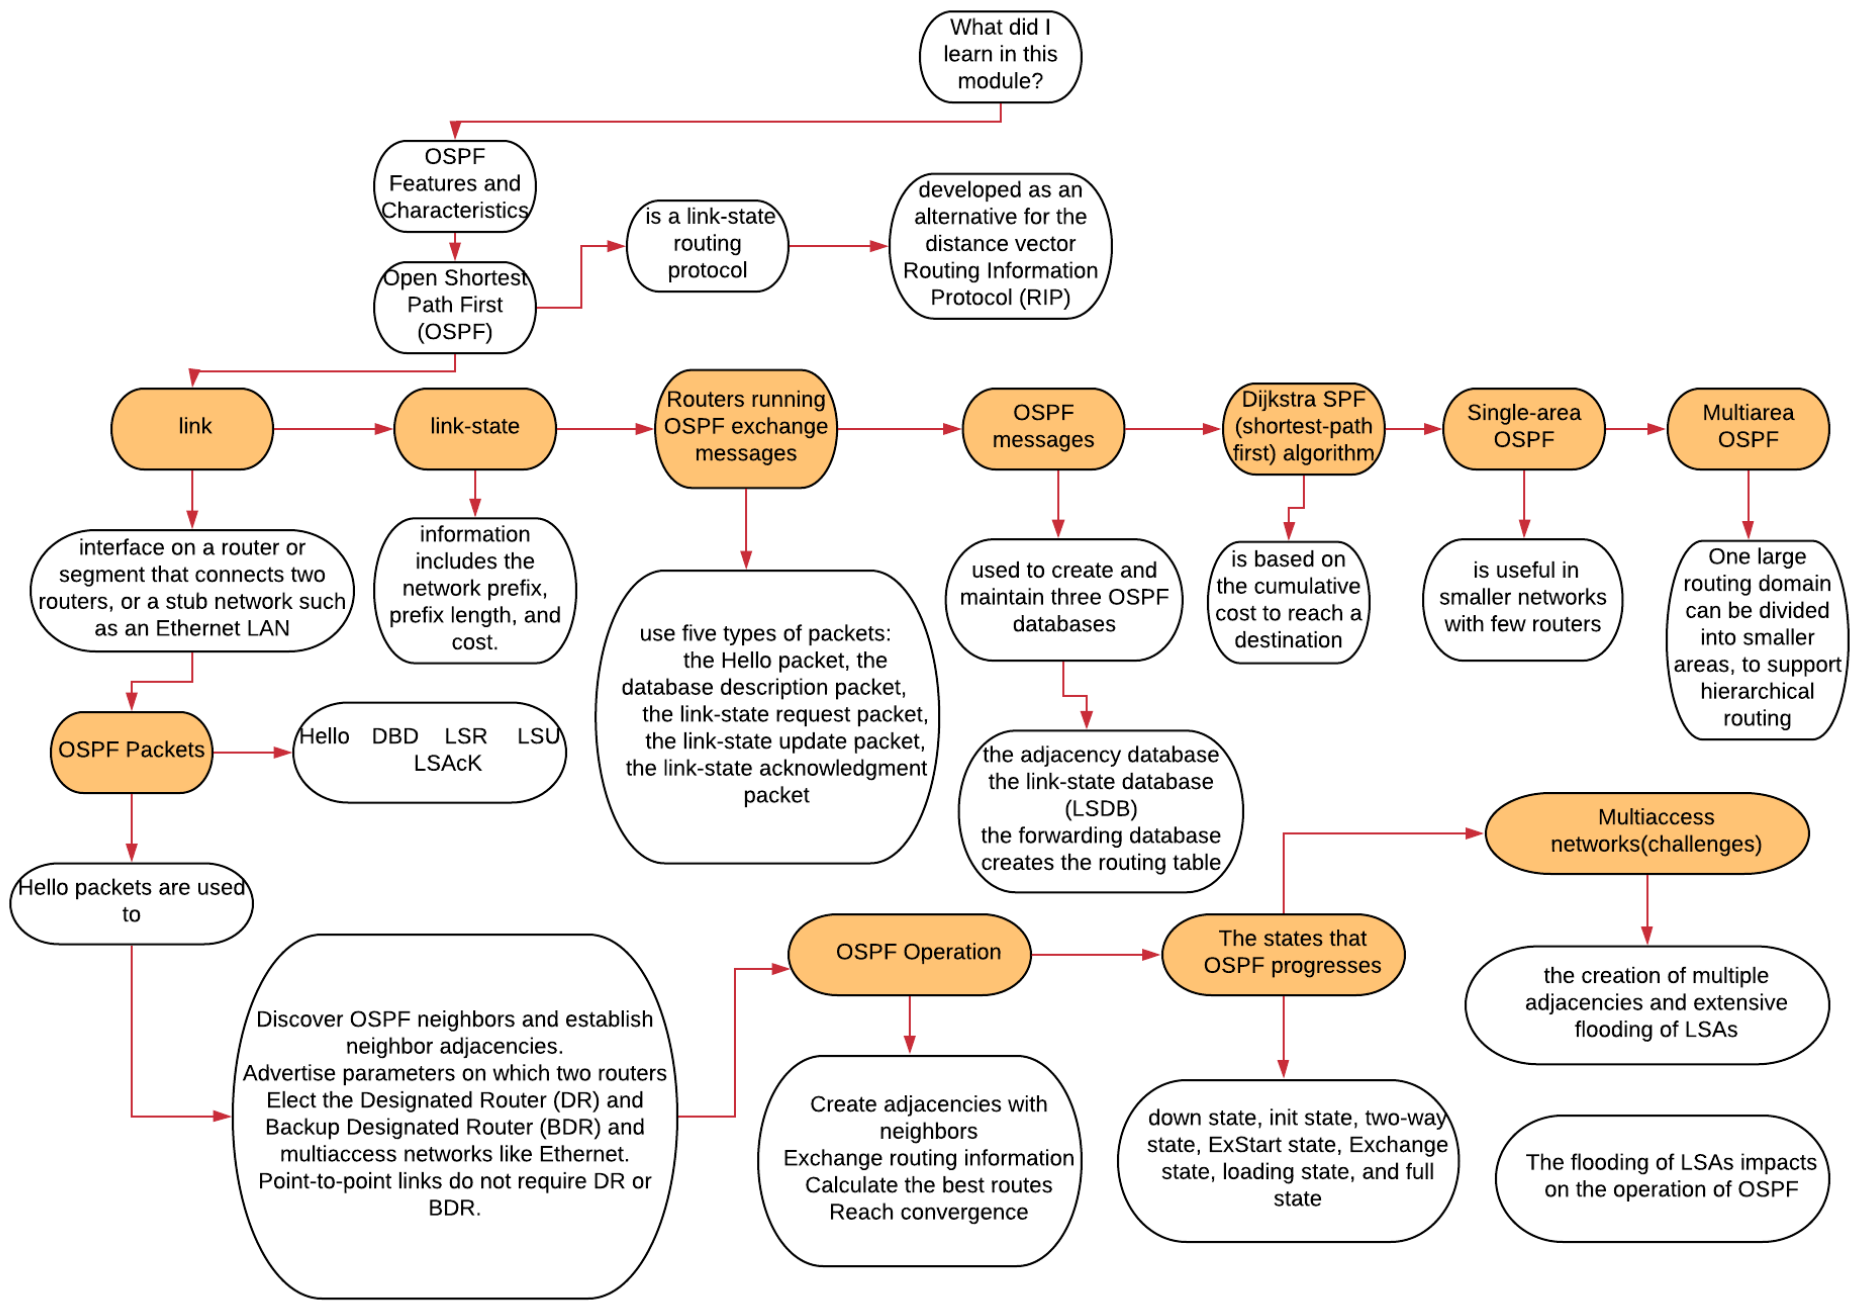 What did I
learn in this
module?
OSPF
Features and
Characteristics
is a link-state
routing
protocol
developed as an
alternative for the
distance vector
Routing Information
Protocol (RIP)
Open Shortest
Path First
(OSPF)
link
link-state
Routers running
OSPF exchange
messages
OSPF
messages
Dijkstra SPF
(shortest-path
first) algorithm
Single-area
OSPF
Multiarea
OSPF
interface on a router or
segment that connects two
routers, or a stub network such
as an Ethernet LAN
information
includes the
network prefix,
prefix length, and
cost.
use five types of packets:
the Hello packet, the
database description packet,
the link-state request packet,
the link-state update packet,
the link-state acknowledgment
packet
used to create and
maintain three OSPF
databases
is based on
the cumulative
cost to reach a
destination
is useful in
smaller networks
with few routers
One large
routing domain
can be divided
into smaller
areas, to support
hierarchical
routing
OSPF Packets
Hello DBD LSR LSU
LSAcK
the adjacency database
the link-state database
(LSDB)
the forwarding database
creates the routing table
Multiaccess
networks(challenges)
Hello packets are used
to
OSPF Operation
The states that
OSPF progresses
the creation of multiple
adjacencies and extensive
flooding of LSAs
Discover OSPF neighbors and establish
neighbor adjacencies.
Advertise parameters on which two routers
Elect the Designated Router (DR) and
Backup Designated Router (BDR) and
multiaccess networks like Ethernet.
Point-to-point links do not require DR or
BDR.
Create adjacencies with
neighbors
Exchange routing information
Calculate the best routes
Reach convergence
down state, init state, two-way
state, ExStart state, Exchange
state, loading state, and full
state
The flooding of LSAs impacts
on the operation of OSPF